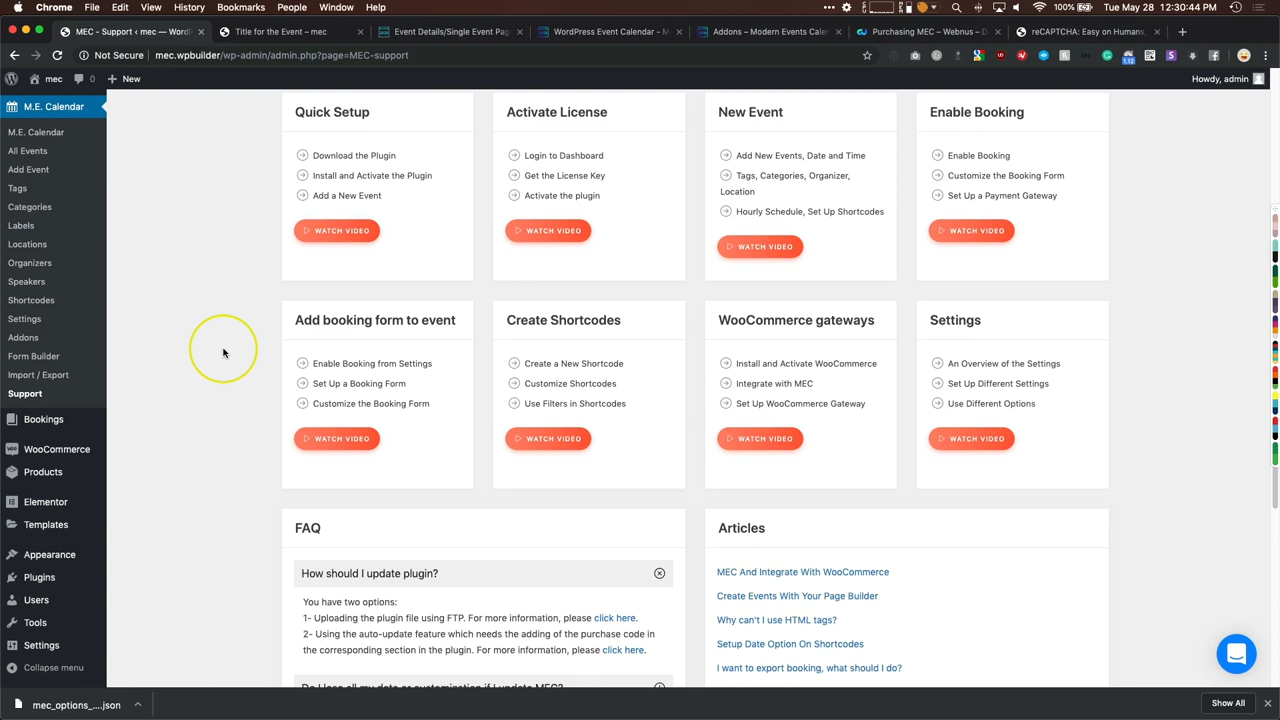 Chrome File Edit View History Bookmarks People Window Help
100%
Tue May 28 12:30:44 PM
MEC - Support ‹ mec — WordP
Title for the Event – mec
Event Details/Single Event Pag
WordPress Event Calendar - M
Addons – Modern Events Cale
Purchasing MEC – Webnus – D
reCAPTCHA: Easy on Humans,
Not Secure
mec.wpbuilder/wp-admin/admin.php?page=MEC-support
1.12
mec
0
New
Howdy, admin
M.E. Calendar
M.E. Calendar
All Events
Add Event
Tags
Categories
Labels
Locations
Organizers
Speakers
Shortcodes
Settings
Addons
Form Builder
Import / Export
Support
Bookings
WooCommerce
Products
Elementor
Templates
Appearance
Plugins
Users
Tools
Settings
Collapse menu
Quick Setup
Download the Plugin
Install and Activate the Plugin
Add a New Event
WATCH VIDEO
Activate License
Login to Dashboard
Get the License Key
Activate the plugin
WATCH VIDEO
New Event
Add New Events, Date and Time
Tags, Categories, Organizer,
Location
Hourly Schedule, Set Up Shortcodes
WATCH VIDEO
Enable Booking
Enable Booking
Customize the Booking Form
Set Up a Payment Gateway
WATCH VIDEO
Add booking form to event
Enable Booking from Settings
Set Up a Booking Form
Customize the Booking Form
WATCH VIDEO
Create Shortcodes
Create a New Shortcode
Customize Shortcodes
Use Filters in Shortcodes
WATCH VIDEO
WooCommerce gateways
Install and Activate WooCommerce
Integrate with MEC
Set Up WooCommerce Gateway
WATCH VIDEO
Settings
An Overview of the Settings
Set Up Different Settings
Use Different Options
WATCH VIDEO
FAQ
How should I update plugin?
You have two options:
1- Uploading the plugin file using FTP. For more information, please click here.
2- Using the auto-update feature which needs the adding of the purchase code in
the corresponding section in the plugin. For more information, please click here.
Do I lose all my data or customization if I update MEC?
Articles
MEC And Integrate With WooCommerce
Create Events With Your Page Builder
Why can't I use HTML tags?
Setup Date Option On Shortcodes
I want to export booking, what should I do?
mec_options_....json
Show All